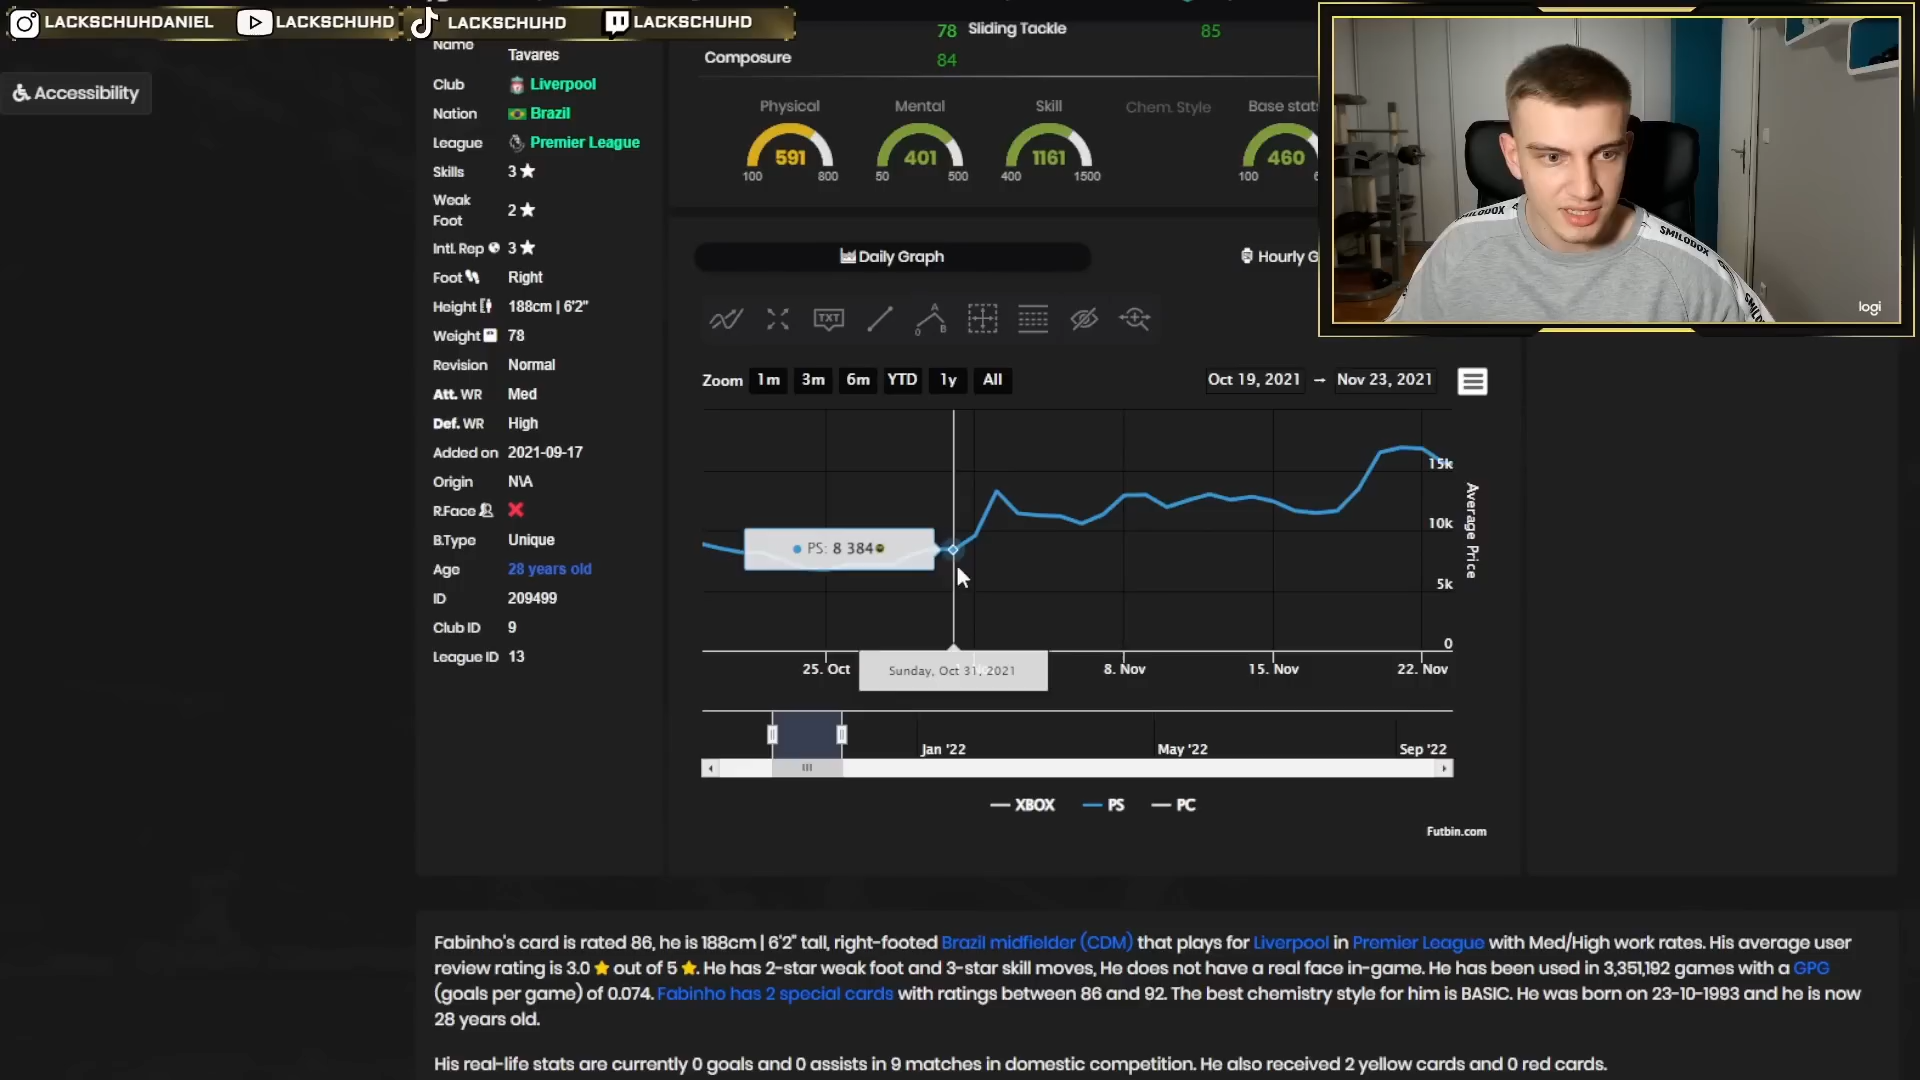 LACKSCHUHDANIEL LACKSCHUHD LACKSCHUHD LACKSCHUHD
Accessibility
Name
Tavares
Club Liverpool
Nation Brazil
League Premier League
Skills 3
Weak Foot 2
Intl. Rep 3
Foot Right
Height 188cm | 6'2"
Weight 78
Revision Normal
Att. WR Med
Def. WR High
Added on 2021-09-17
Origin N\A
R.Face
B.Type Unique
Age 28 years old
ID 209499
Club ID 9
League ID 13
78 Sliding Tackle 85
Composure 84
Physical Mental Skill Chem. Style Base stats
591 401 1161 460
100 800 50 500 400 1500 100
Daily Graph Hourly G
TXT
A
0 B
Zoom 1m 3m 6m YTD 1y All Oct 19, 2021 → Nov 23, 2021
15k
10k
5k
0
Average Price
PS: 8 384
25. Oct 8. Nov 15. Nov 22. Nov
Sunday, Oct 31, 2021
Jan '22 May '22 Sep '22
XBOX PS PC
Futbin.com
SMILODOX
SMILODOX
logi
Fabinho's card is rated 86, he is 188cm | 6'2" tall, right-footed Brazil midfielder (CDM) that plays for Liverpool in Premier League with Med/High work rates. His average user
review rating is 3.0 ⭐ out of 5 ⭐. He has 2-star weak foot and 3-star skill moves, He does not have a real face in-game. He has been used in 3,351,192 games with a GPG
(goals per game) of 0.074. Fabinho has 2 special cards with ratings between 86 and 92. The best chemistry style for him is BASIC. He was born on 23-10-1993 and he is now
28 years old.
His real-life stats are currently 0 goals and 0 assists in 9 matches in domestic competition. He also received 2 yellow cards and 0 red cards.